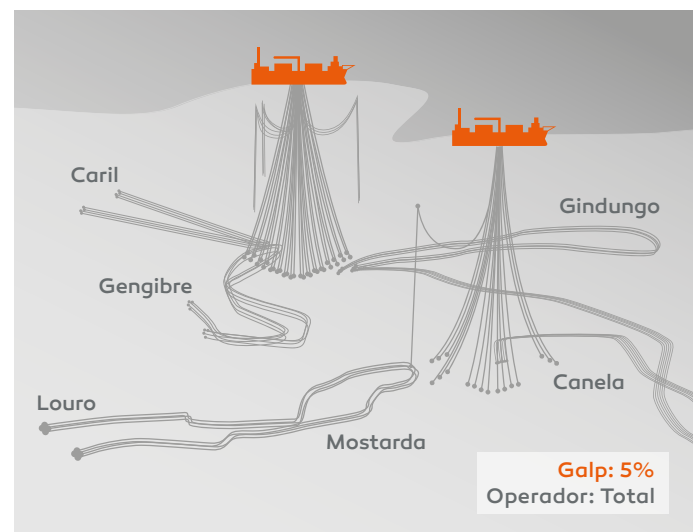 Caril
Gindungo
Gengibre
Canela
Louro
Mostarda
Galp: 5%
Operador: Total